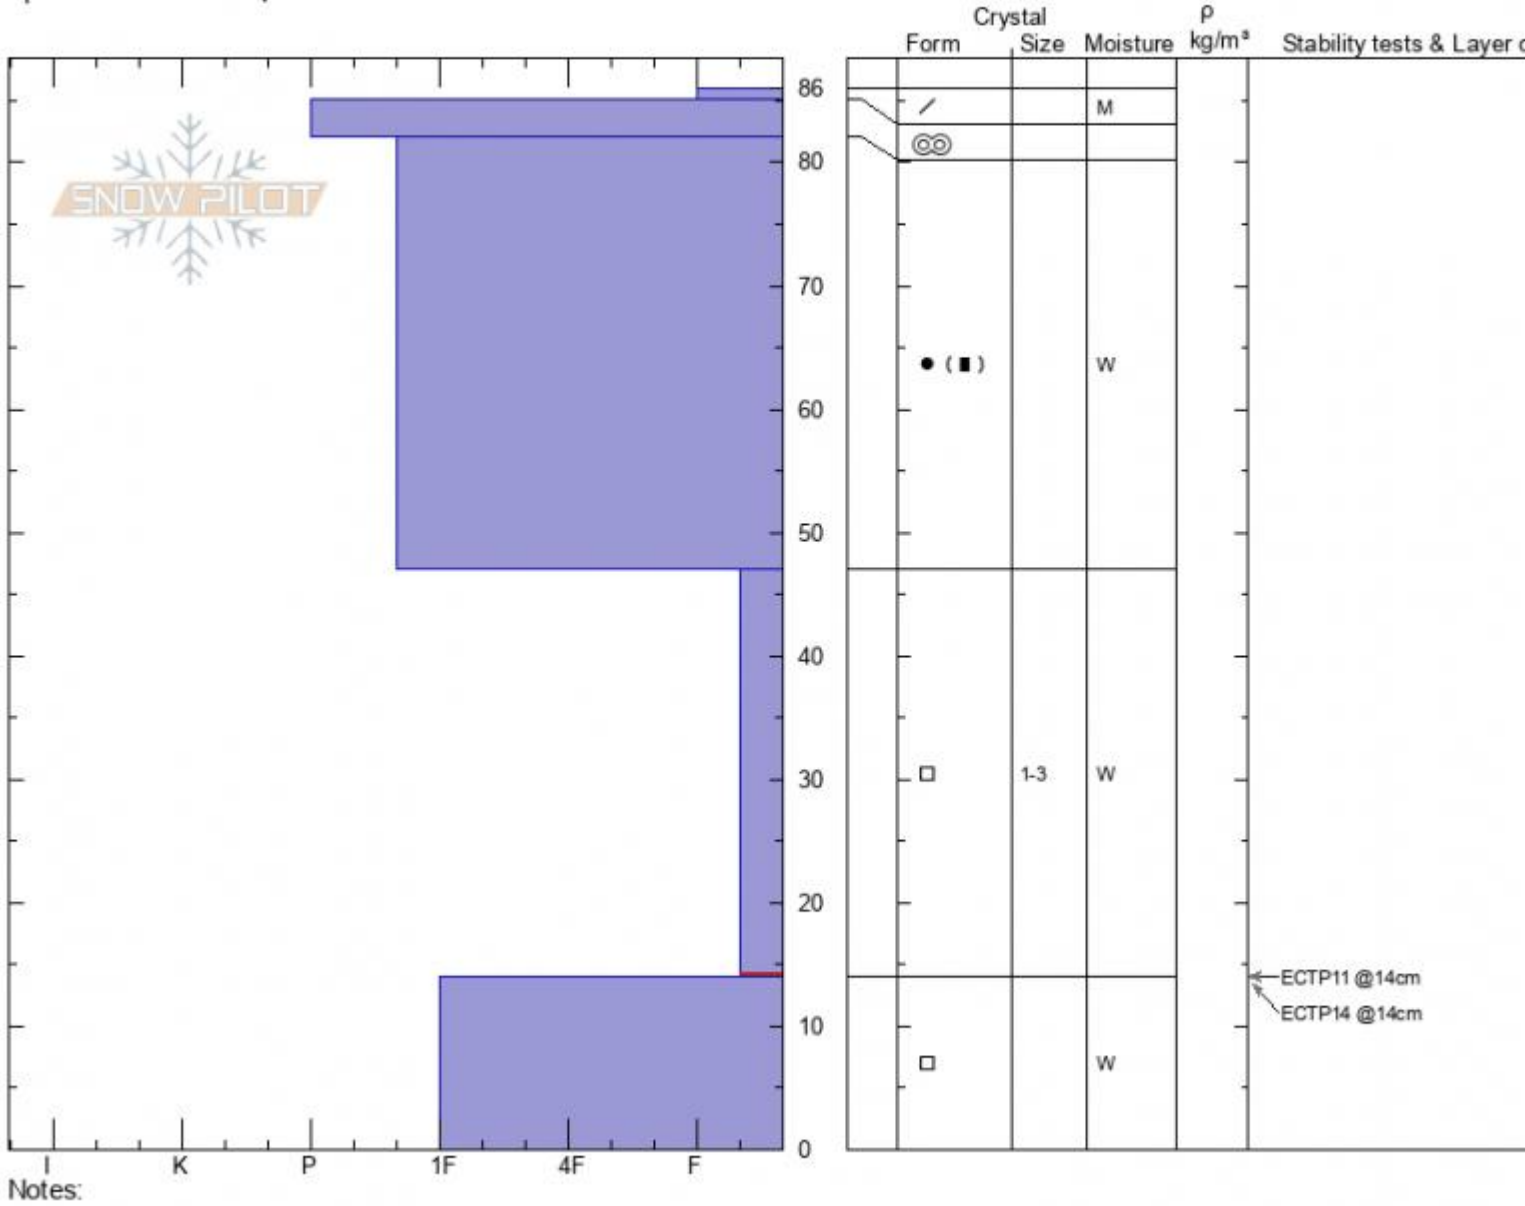 Crystal
ρ
Form Size Moisture kg/m³ Stability tests & Layer c
86
M
80
SNOW PILOT
70
( ) W
60
50
40
30
1-3 W
20
ECTP11 @14cm
ECTP14 @14cm
10
W
0
I K P 1F 4F F
Notes: